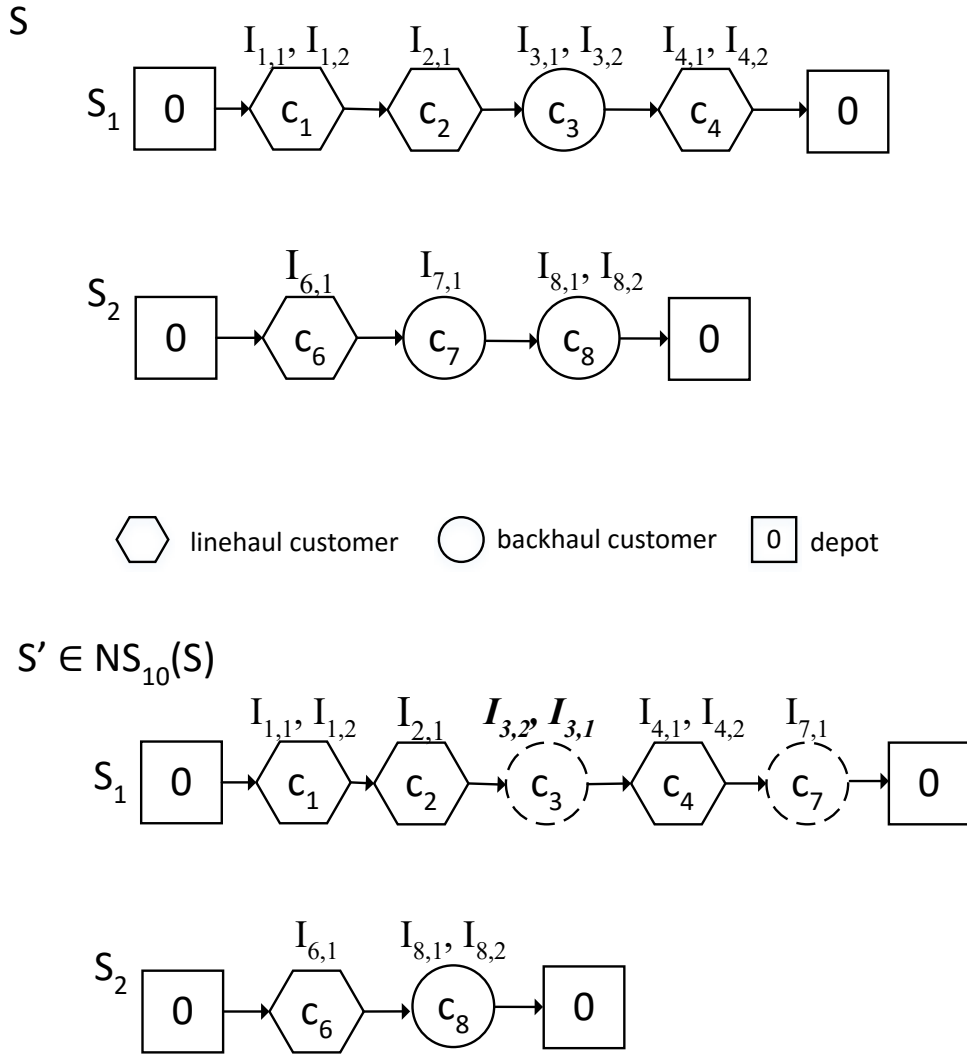 S
I1,1, I1,2 I2,1 I3,1, I3,2 I4,1, I4,2
S1 0 c1 c2 c3 c4 0
I6,1 I7,1 I8,1, I8,2
S2 0 c6 c7 c8 0
linehaul customer backhaul customer 0 depot
S’ ∈ NS10(S)
I1,1, I1,2 I2,1 I3,2, I3,1 I4,1, I4,2 I7,1
S1 0 c1 c2 c3 c4 c7 0
I6,1 I8,1, I8,2
S2 0 c6 c8 0